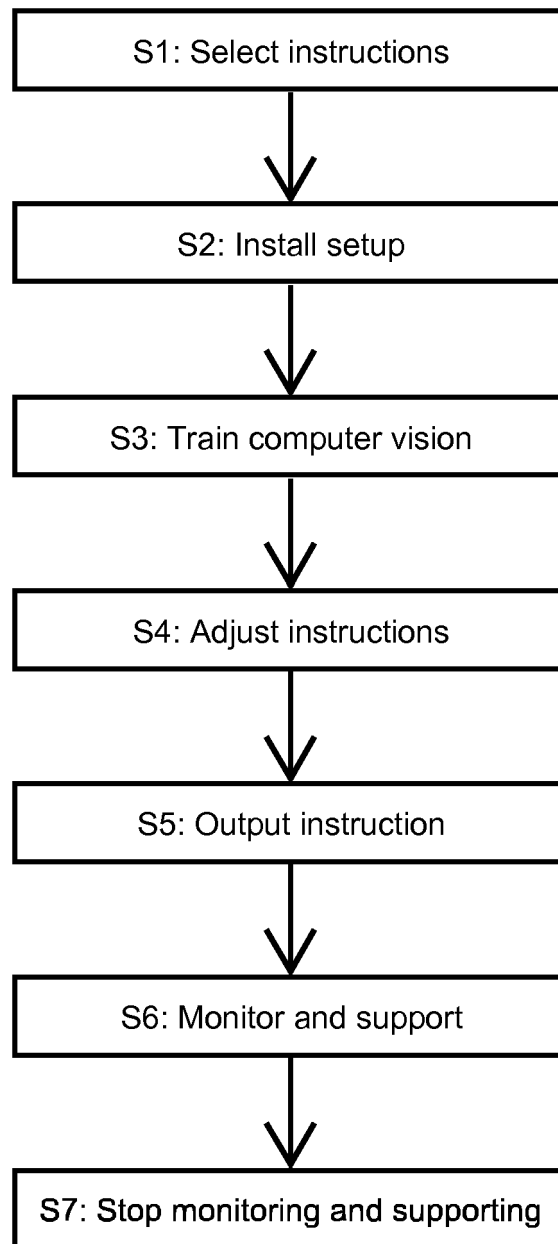 S1: Select instructions
S2: Install setup
S3: Train computer vision
S4: Adjust instructions
S5: Output instruction
S6: Monitor and support
S7: Stop monitoring and supporting